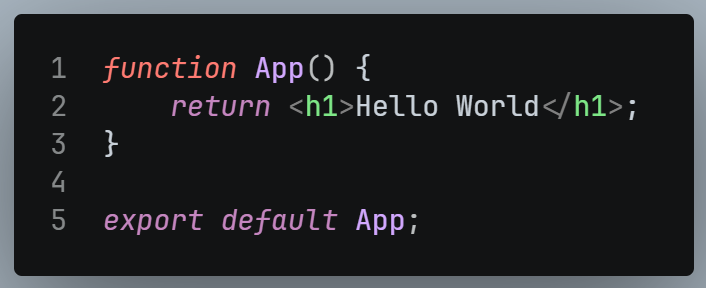 1 function App() {
2     return <h1>Hello World</h1>;
3 }
4
5 export default App;